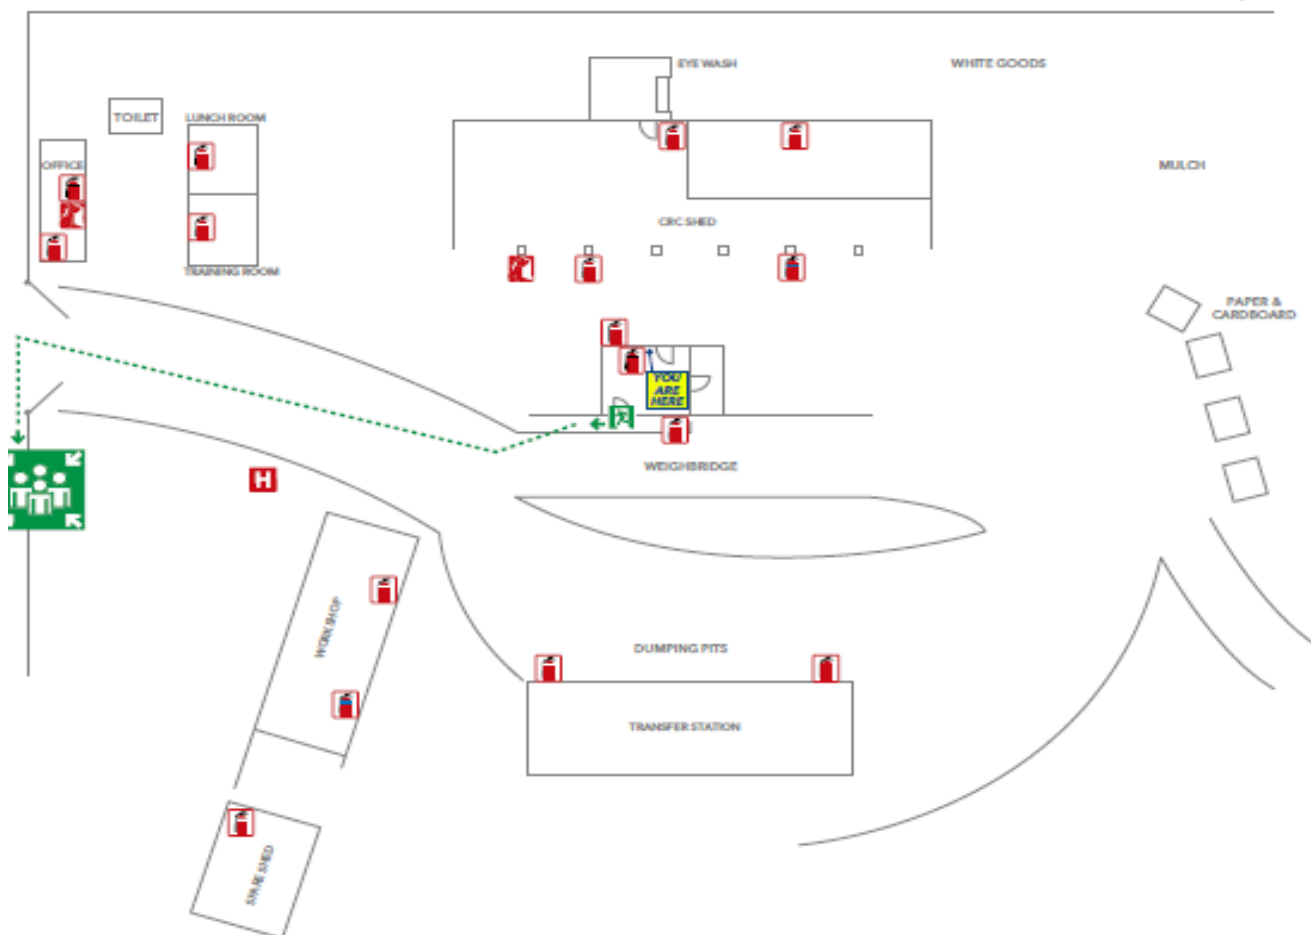 EYE WASH
WHITE GOODS
TOILET
LUNCH ROOM
OFFICE
MULCH
CRC SHED
TRAINING ROOM
PAPER &
CARDBOARD
YOU
ARE
HERE
WEIGHBRIDGE
H
WORKSHOP
DUMPING PITS
TRANSFER STATION
SPARE SHED